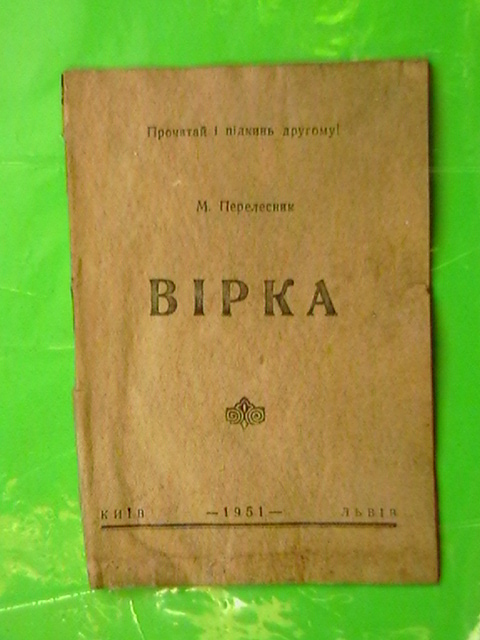 Прочитай і підкинь другому!
М. Перелесник
ВІРКА
КИЇВ —1951— ЛЬВІВ